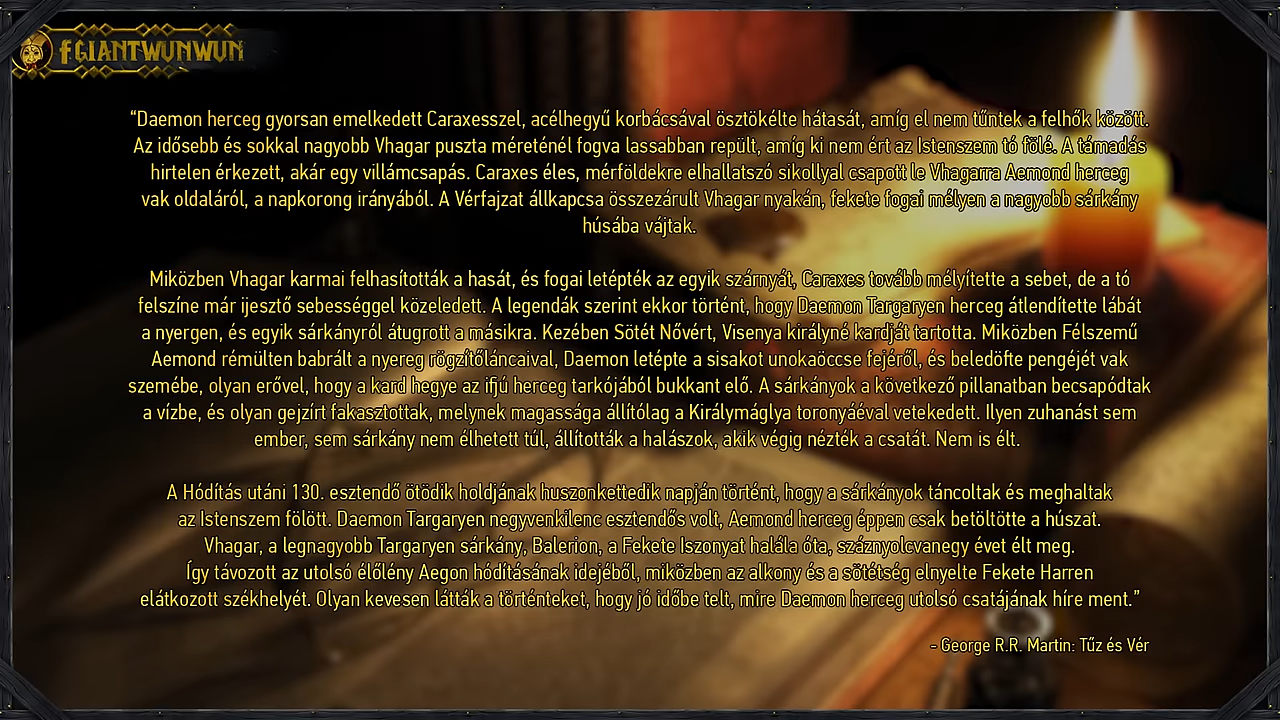 fGIANTWUNWUN
“Daemon herceg gyorsan emelkedett Caraxesszel, acélhegyű korbácsával ösztökélte hátasát, amíg el nem tűntek a felhők között.
Az idősebb és sokkal nagyobb Vhagar puszta méreténél fogva lassabban repült, amíg ki nem ért az Istenszem tó fölé. A támadás
hirtelen érkezett, akár egy villámcsapás. Caraxes éles, mérföldekre elhallatszó sikollyal csapott le Vhagarra Aemond herceg
vak oldaláról, a napkorong irányából. A Vérfajzat állkapcsa összezárult Vhagar nyakán, fekete fogai mélyen a nagyobb sárkány
húsába vájtak.
Miközben Vhagar karmai felhasították a hasát, és fogai letépték az egyik szárnyát, Caraxes tovább mélyítette a sebet, de a tó
felszíne már ijesztő sebességgel közeledett. A legendák szerint ekkor történt, hogy Daemon Targaryen herceg átlendítette lábát
a nyergen, és egyik sárkányról átugrott a másikra. Kezében Sötét Nővért, Visenya királyné kardját tartotta. Miközben Félszemű
Aemond rémülten babrált a nyereg rögzítőláncaival, Daemon letépte a sisakot unokaöccse fejéről, és beledöfte pengéjét vak
szemébe, olyan erővel, hogy a kard hegye az ifjú herceg tarkójából bukkant elő. A sárkányok a következő pillanatban becsapódtak
a vízbe, és olyan gejzírt fakasztottak, melynek magassága állítólag a Királymáglya toronyáéval vetekedett. Ilyen zuhanást sem
ember, sem sárkány nem élhetett túl, állították a halászok, akik végig nézték a csatát. Nem is élt.
A Hódítás utáni 130. esztendő ötödik holdjának huszonkettedik napján történt, hogy a sárkányok táncoltak és meghaltak
az Istenszem fölött. Daemon Targaryen negyvenkilenc esztendős volt, Aemond herceg éppen csak betöltötte a húszat.
Vhagar, a legnagyobb Targaryen sárkány, Balerion, a Fekete Iszonyat halála óta, száznyolcvanegy évet élt meg.
Így távozott az utolsó élőlény Aegon hódításának idejéből, miközben az alkony és a sötétség elnyelte Fekete Harren
elátkozott székhelyét. Olyan kevesen látták a történteket, hogy jó időbe telt, mire Daemon herceg utolsó csatájának híre ment.”
- George R.R. Martin: Tűz és Vér